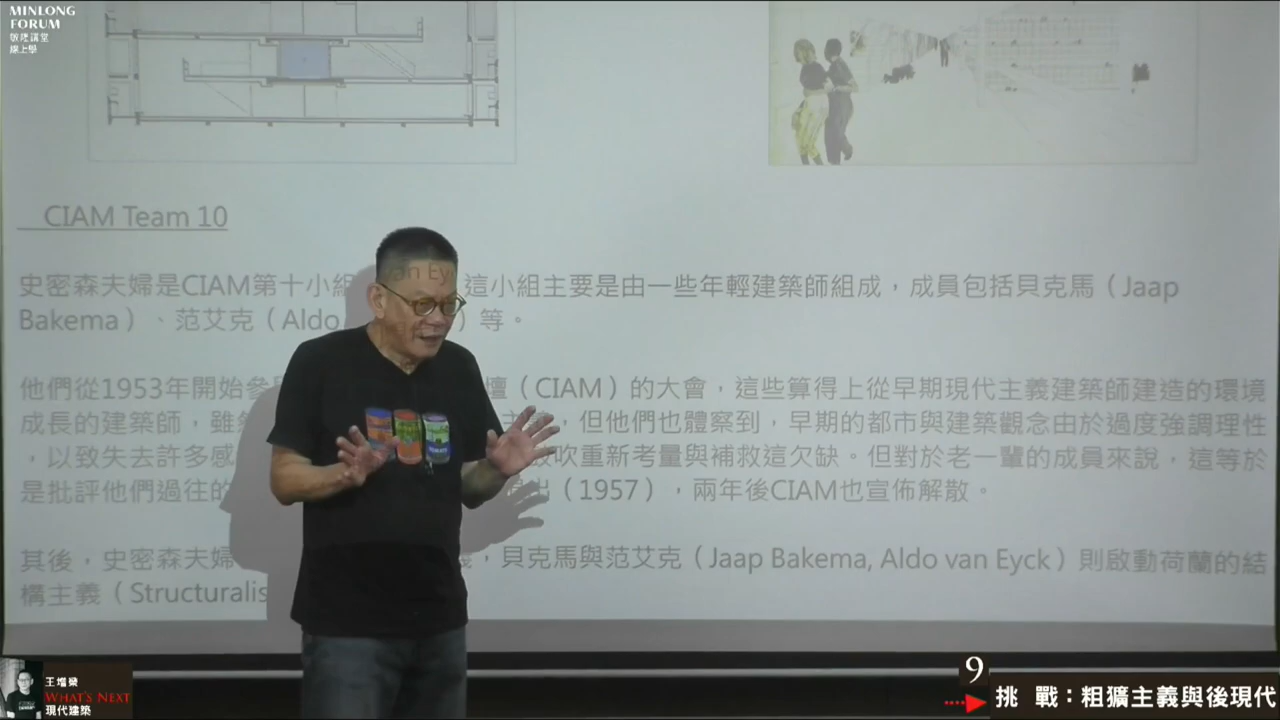 MINLONG
FORUM
敏隆講堂
線上學
CIAM Team 10
史密森夫婦是CIAM第十小組 van Ey 這小組主要是由一些年輕建築師組成，成員包括貝克馬（Jaap
Bakema）、范艾克（Aldo ）等。
他們從1953年開始參 壇（CIAM）的大會，這些算得上從早期現代主義建築師建造的環境
成長的建築師，雖 主 ，但他們也體察到，早期的都市與建築觀念由於過度強調理性
，以致失去許多感 吹重新考量與補救這欠缺。但對於老一輩的成員來說，這等於
是批評他們過往的 出（1957），兩年後CIAM也宣佈解散。
其後，史密森夫婦 ，貝克馬與范艾克（Jaap Bakema, Aldo van Eyck）則啟動荷蘭的結
構主義（Structuralis
王增榮
WHAT'S NEXT
現代建築
9
挑 戰：粗獷主義與後現代